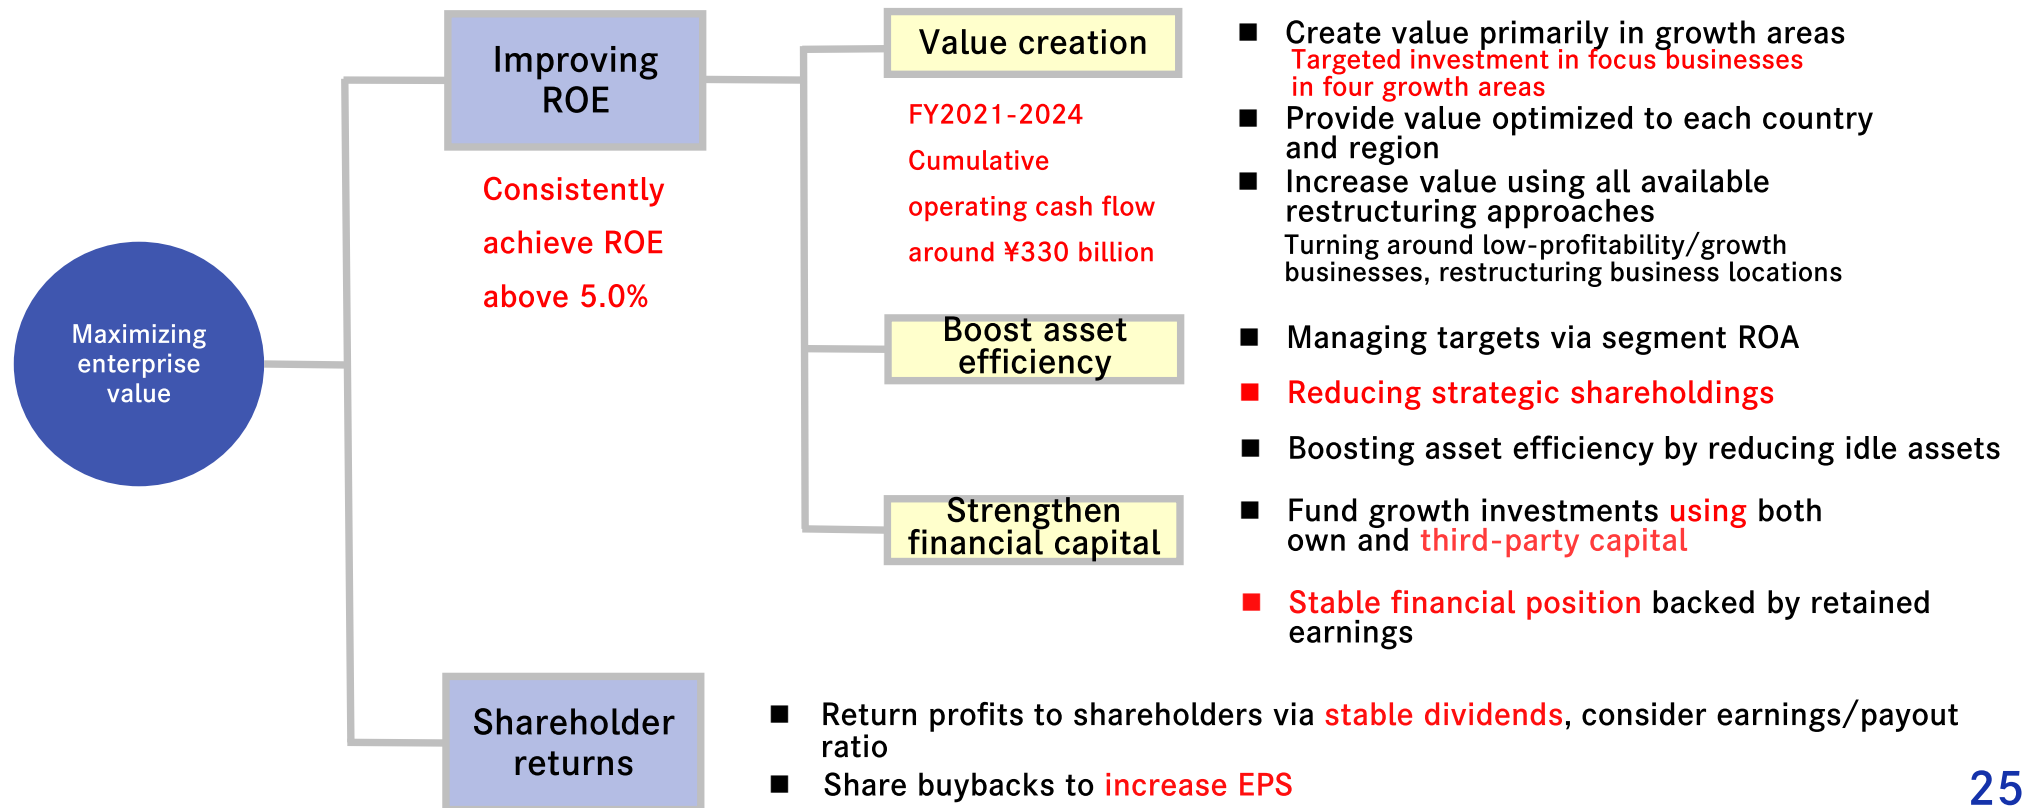 Maximizing
enterprise
value
Improving
ROE
Consistently
achieve ROE
above 5.0%
Value creation
FY2021-2024
Cumulative
operating cash flow
around ¥330 billion
■ Create value primarily in growth areas
Targeted investment in focus businesses
in four growth areas
■ Provide value optimized to each country
and region
■ Increase value using all available
restructuring approaches
Turning around low-profitability/growth
businesses, restructuring business locations
Boost asset
efficiency
■ Managing targets via segment ROA
■ Reducing strategic shareholdings
■ Boosting asset efficiency by reducing idle assets
Strengthen
financial capital
■ Fund growth investments using both
own and third-party capital
■ Stable financial position backed by retained
earnings
Shareholder
returns
■ Return profits to shareholders via stable dividends, consider earnings/payout
ratio
■ Share buybacks to increase EPS
25